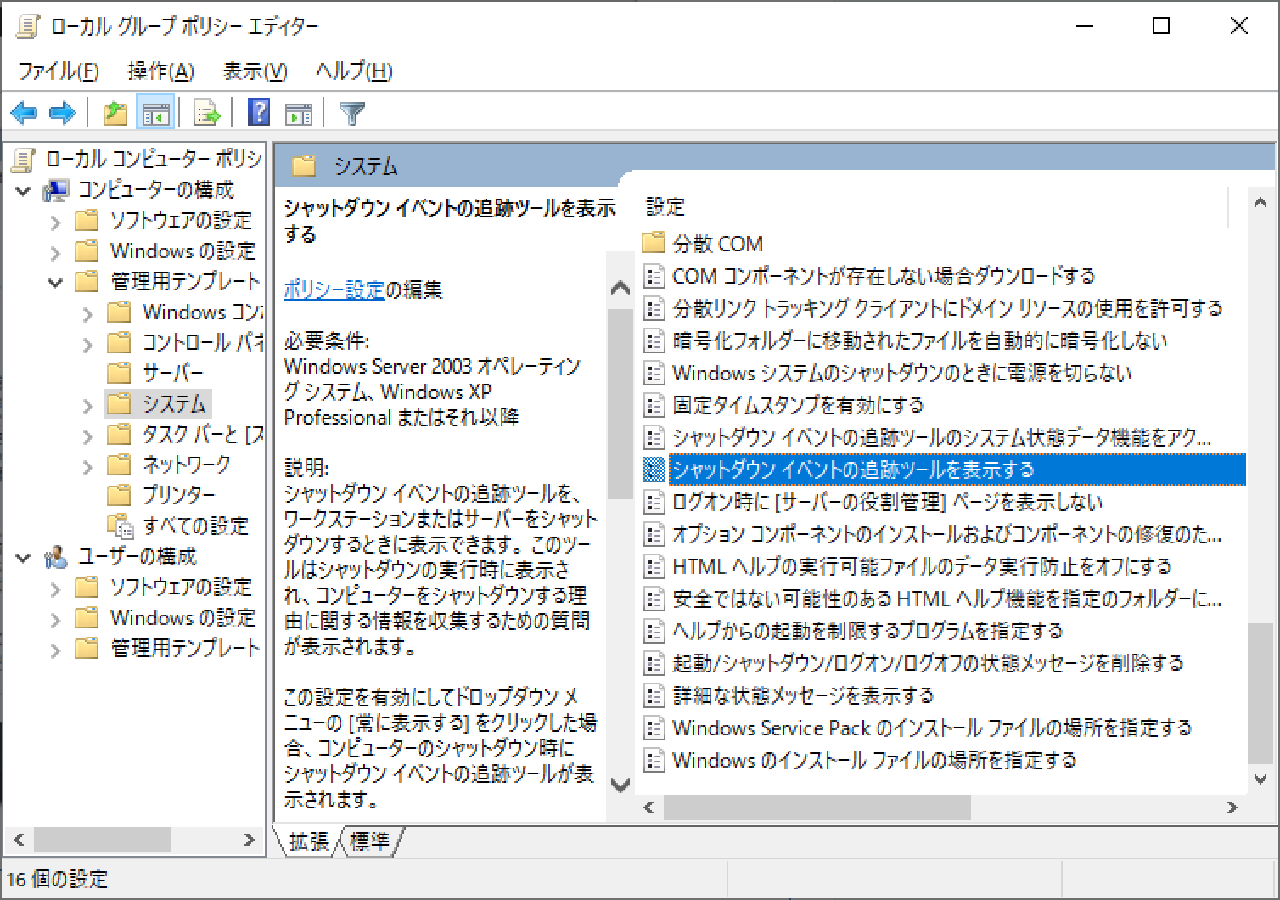 ローカル グループ ポリシー エディター
ファイル(F) 操作(A) 表示(V) ヘルプ(H)
ローカル コンピューター ポリシ
コンピューターの構成
ソフトウェアの設定
Windows の設定
管理用テンプレート
Windows コン
コントロール パネ
サーバー
システム
タスク バーと [ス
ネットワーク
プリンター
すべての設定
ユーザーの構成
ソフトウェアの設定
Windows の設定
管理用テンプレート
システム
シャットダウン イベントの追跡ツールを表示
する
ポリシー設定の編集
必要条件:
Windows Server 2003 オペレーティン
グ システム、Windows XP
Professional またはそれ以降
説明:
シャットダウン イベントの追跡ツールを、
ワークステーションまたはサーバーをシャット
ダウンするときに表示できます。このツー
ルはシャットダウンの実行時に表示さ
れ、コンピューターをシャットダウンする理
由に関する情報を収集するための質問
が表示されます。
この設定を有効にしてドロップダウン メ
ニューの [常に表示する] をクリックした場
合、コンピューターのシャットダウン時に
シャットダウン イベントの追跡ツールが表
示されます。
設定
分散 COM
COM コンポーネントが存在しない場合ダウンロードする
分散リンク トラッキング クライアントにドメイン リソースの使用を許可する
暗号化フォルダーに移動されたファイルを自動的に暗号化しない
Windows システムのシャットダウンのときに電源を切らない
固定タイムスタンプを有効にする
シャットダウン イベントの追跡ツールのシステム状態データ機能をアク...
シャットダウン イベントの追跡ツールを表示する
ログオン時に [サーバーの役割管理] ページを表示しない
オプション コンポーネントのインストールおよびコンポーネントの修復のた...
HTML ヘルプの実行可能ファイルのデータ実行防止をオフにする
安全ではない可能性のある HTML ヘルプ機能を指定のフォルダーに...
ヘルプからの起動を制限するプログラムを指定する
起動/シャットダウン/ログオン/ログオフの状態メッセージを削除する
詳細な状態メッセージを表示する
Windows Service Pack のインストール ファイルの場所を指定する
Windows のインストール ファイルの場所を指定する
拡張 標準
16 個の設定